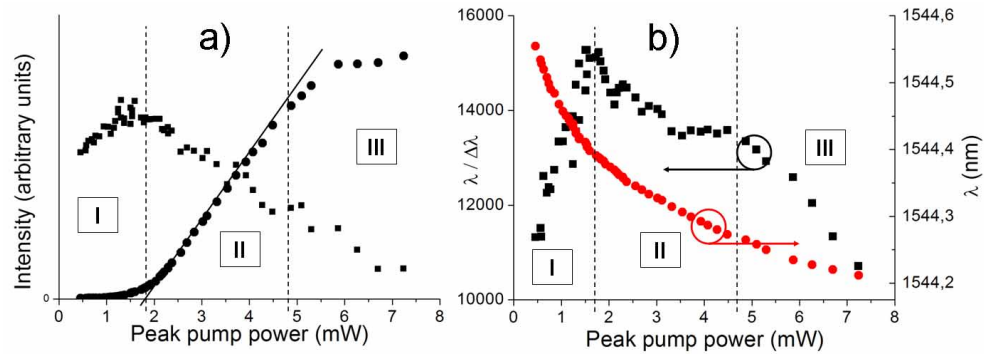 a)
Intensity (arbitrary units)
I
II
III
0
0 1 2 3 4 5 6 7 8
Peak pump power (mW)
b)
16000
14000
12000
10000
λ / Δλ
1544,6
1544,5
1544,4
1544,3
1544,2
λ (nm)
I
II
III
0 1 2 3 4 5 6 7 8
Peak pump power (mW)